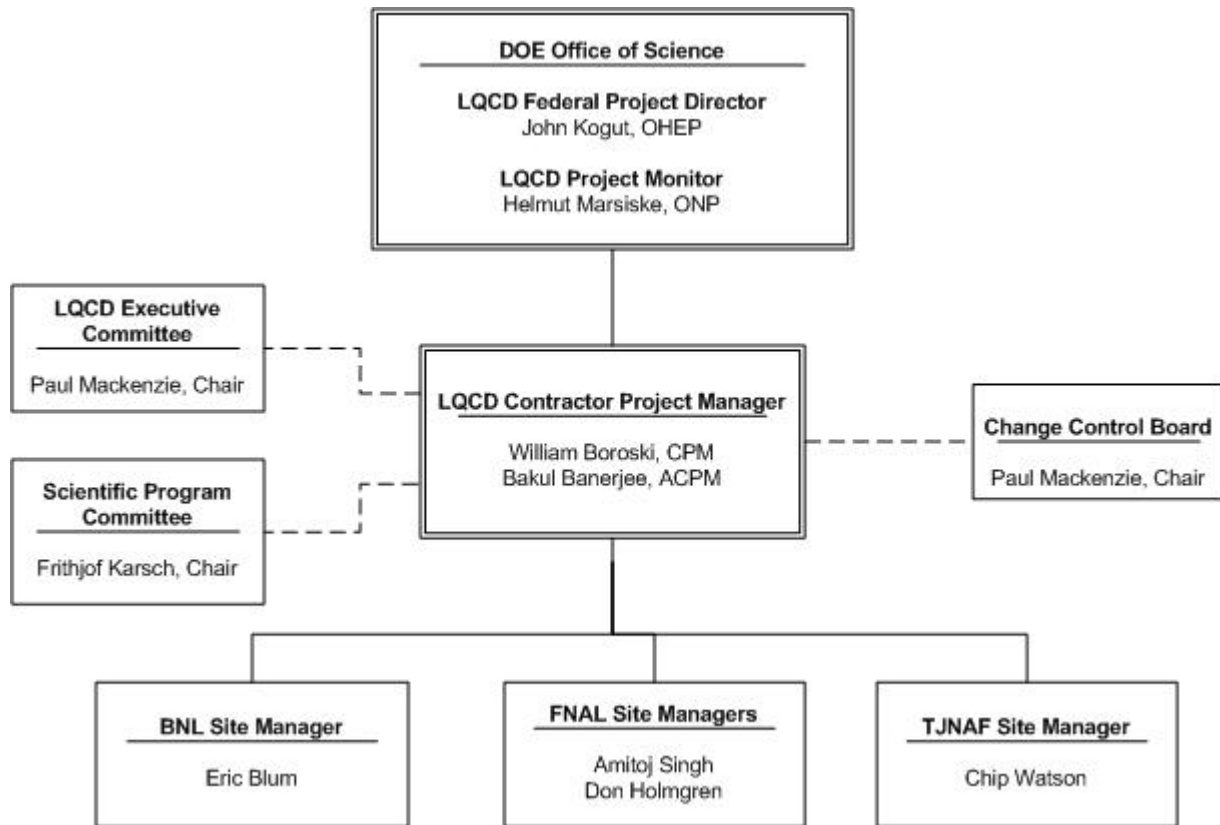 DOE Office of Science
LQCD Federal Project Director
John Kogut, OHEP
LQCD Project Monitor
Helmut Marsiske, ONP
LQCD Executive
Committee
Paul Mackenzie, Chair
LQCD Contractor Project Manager
William Boroski, CPM
Bakul Banerjee, ACPM
Change Control Board
Paul Mackenzie, Chair
Scientific Program
Committee
Frithjof Karsch, Chair
BNL Site Manager
Eric Blum
FNAL Site Managers
Amitoj Singh
Don Holmgren
TJNAF Site Manager
Chip Watson